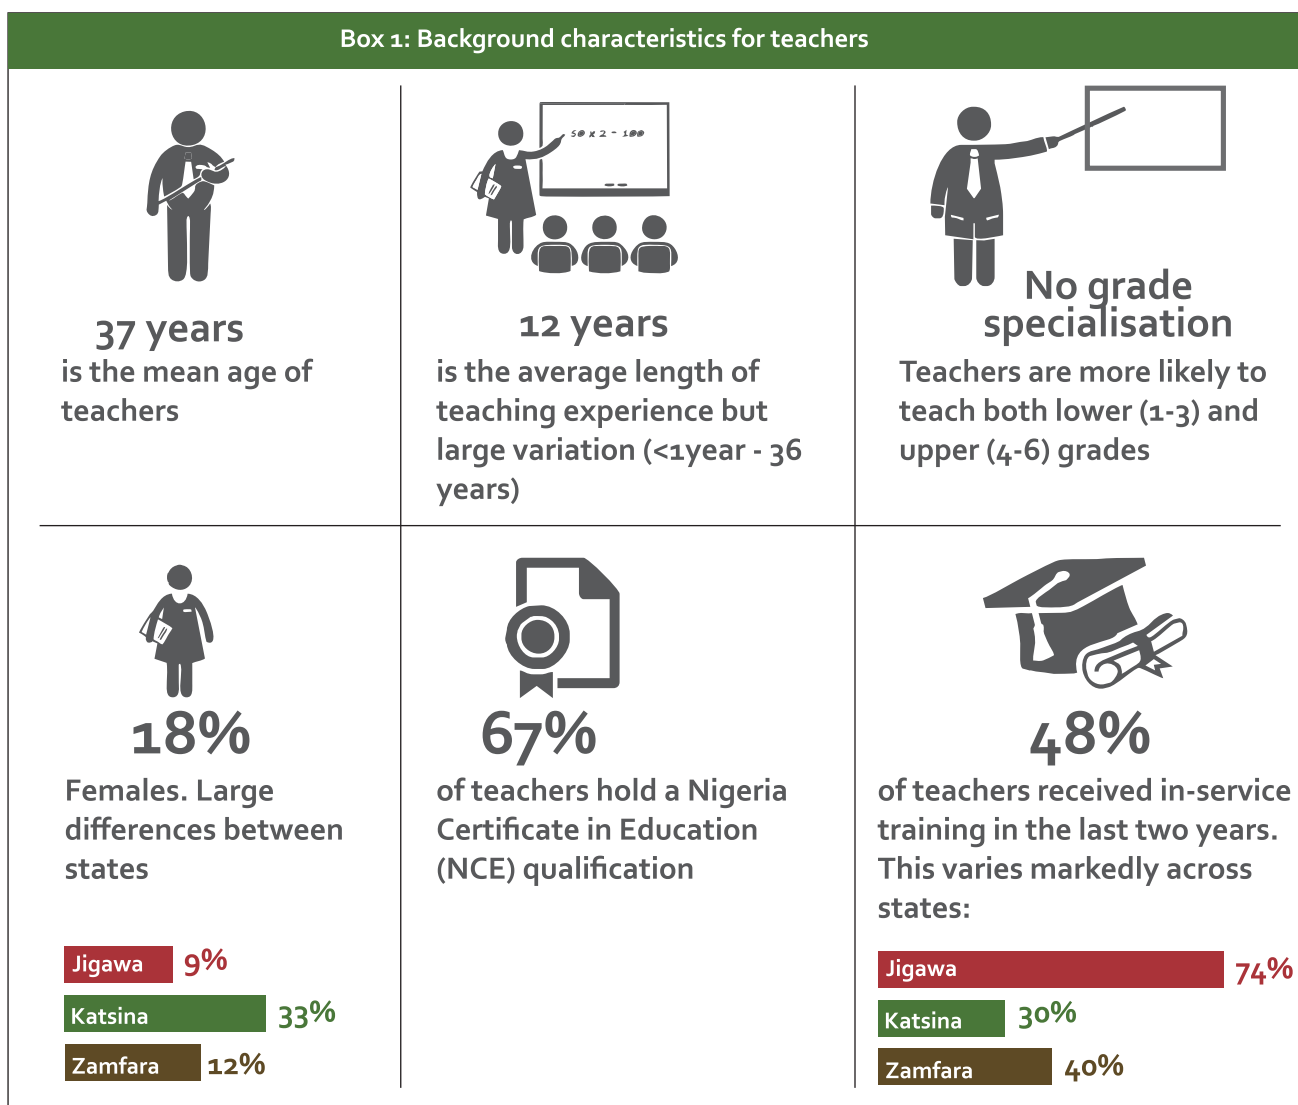 Box 1: Background characteristics for teachers
37 years
is the mean age of
teachers
50 x 2 - 100
12 years
is the average length of
teaching experience but
large variation (<1year - 36
years)
No grade
specialisation
Teachers are more likely to
teach both lower (1-3) and
upper (4-6) grades
18%
Females. Large
differences between
states
Jigawa 9%
Katsina 33%
Zamfara 12%
67%
of teachers hold a Nigeria
Certificate in Education
(NCE) qualification
48%
of teachers received in-service
training in the last two years.
This varies markedly across
states:
Jigawa 74%
Katsina 30%
Zamfara 40%